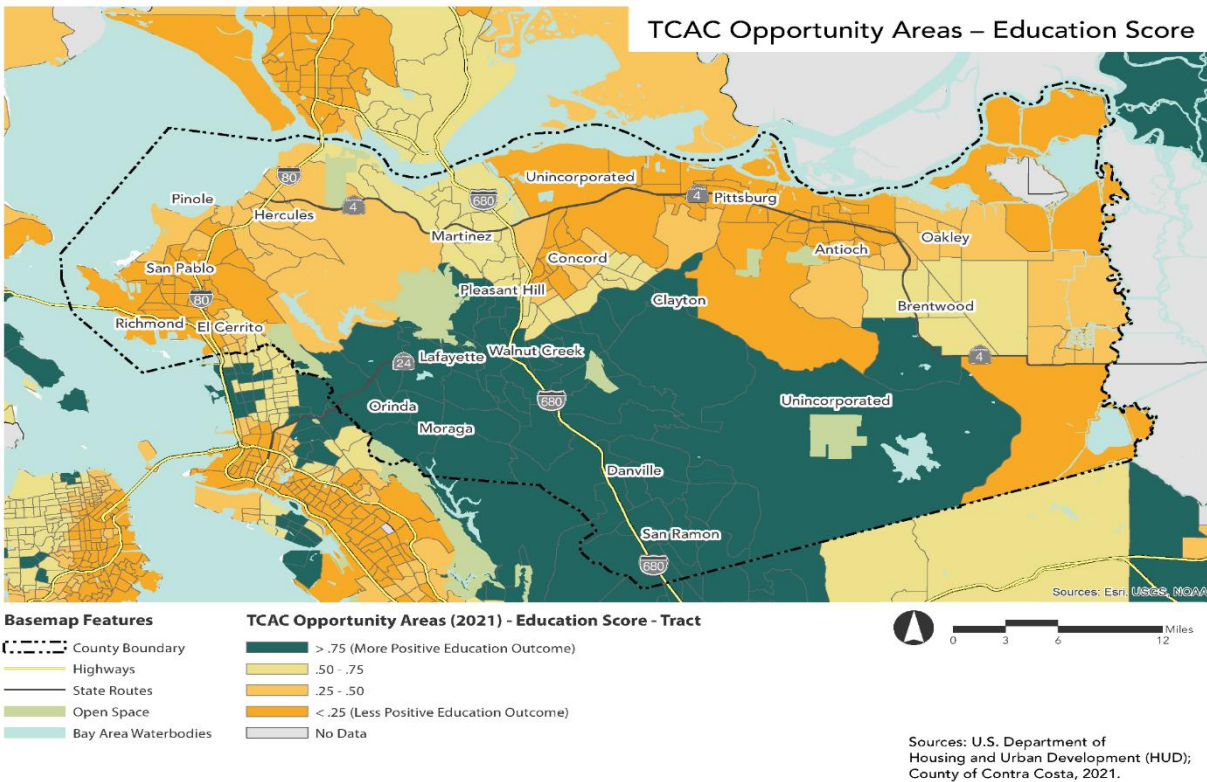 TCAC Opportunity Areas – Education Score
80
Unincorporated
Pinole
4
680
4
Pittsburg
Hercules
Martinez
Antioch
Oakley
San Pablo
Concord
80
Pleasant Hill
Clayton
Brentwood
Richmond
El Cerrito
Lafayette
Walnut Creek
4
24
Orinda
680
Unincorporated
Moraga
Danville
San Ramon
680
Sources: Esri, USGS, NOAA
Basemap Features
County Boundary
Highways
State Routes
Open Space
Bay Area Waterbodies
TCAC Opportunity Areas (2021) - Education Score - Tract
> .75 (More Positive Education Outcome)
.50 - .75
.25 - .50
< .25 (Less Positive Education Outcome)
No Data
0 3 6 12 Miles
Sources: U.S. Department of
Housing and Urban Development (HUD);
County of Contra Costa, 2021.